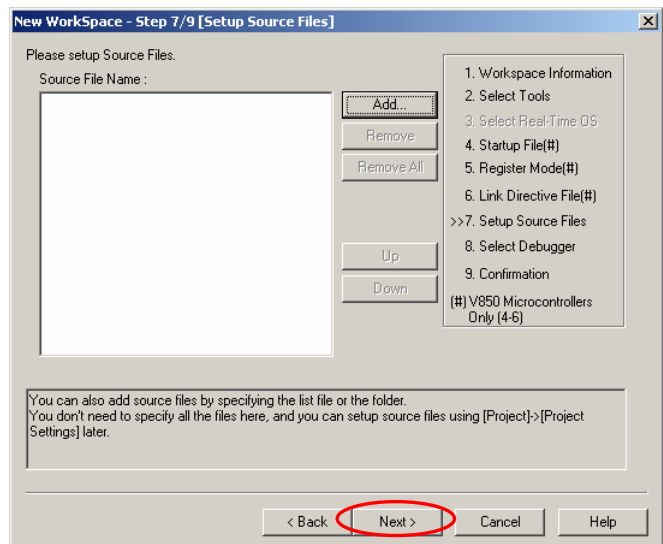 New WorkSpace - Step 7/9 [Setup Source Files]
Please setup Source Files.
Source File Name :
Add...
Remove
Remove All
Up
Down
1. Workspace Information
2. Select Tools
3. Select Real-Time OS
4. Startup File(#)
5. Register Mode(#)
6. Link Directive File(#)
>>7. Setup Source Files
8. Select Debugger
9. Confirmation
(#) V850 Microcontrollers
Only (4-6)
You can also add source files by specifying the list file or the folder.
You don't need to specify all the files here, and you can setup source files using [Project]->[Project
Settings] later.
< Back
Next >
Cancel
Help